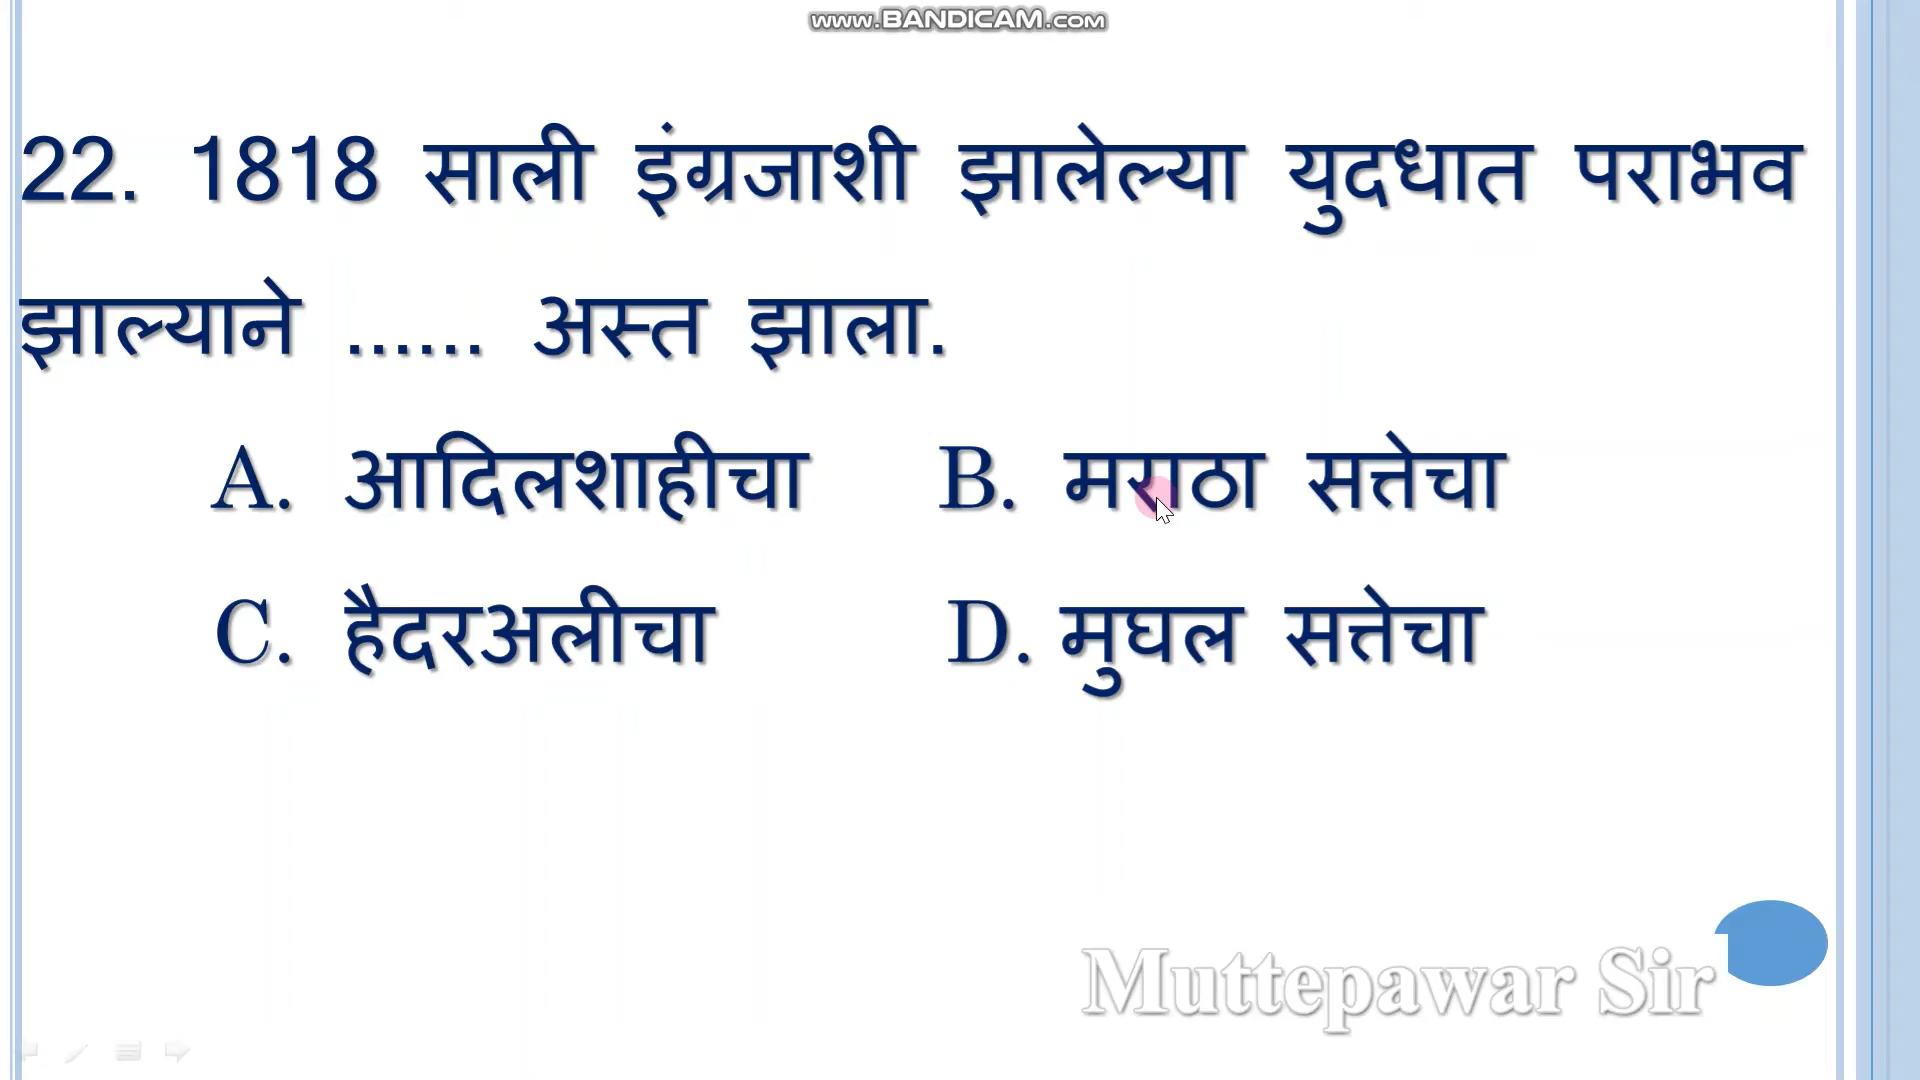 www.BANDICAM.com
22. 1818 साली इंग्रजाशी झालेल्या युदधात पराभव
झाल्याने ...... अस्त झाला.
A. आदिलशाहीचा B. मराठा सत्तेचा
C. हैदरअलीचा D. मुघल सत्तेचा
Muttepawar Sir